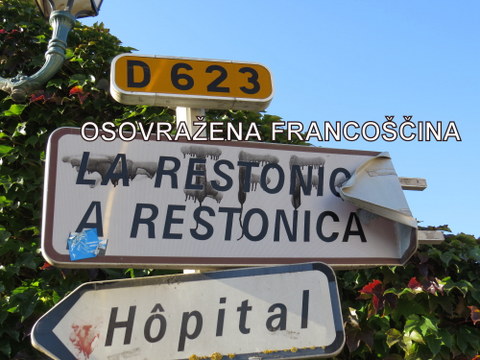 D 623
OSOVRAŽENA FRANCOŠČINA
LA RESTONIC
A RESTONICA
Hôpital